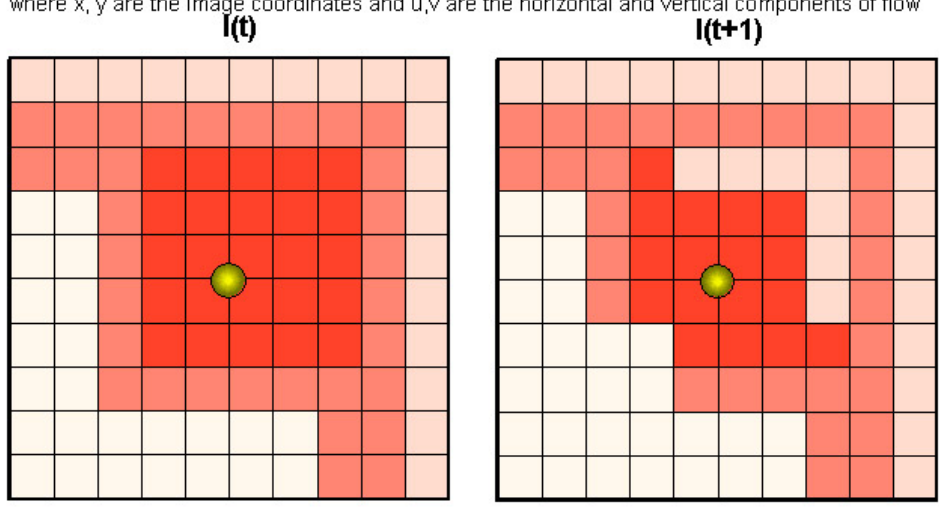 where x, y are the image coordinates and u,v are the horizontal and vertical components of flow
I(t)
I(t+1)